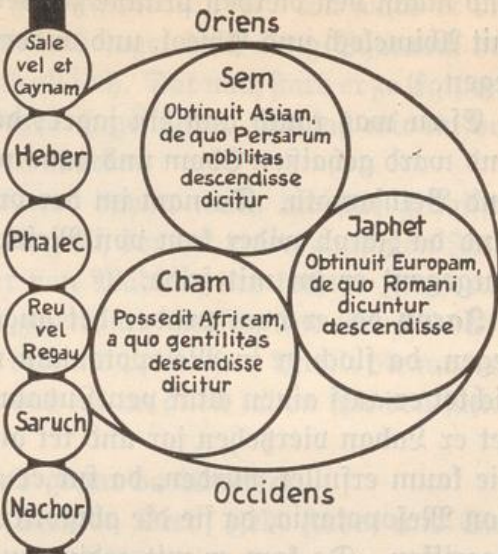 Oriens
Sale
vel et
Caynam
Heber
Phalec
Reu
vel
Regau
Saruch
Nachor
Sem
Obtinuit Asiam,
de quo Persarum
nobilitas
descendisse
dicitur
Japhet
Obtinuit Europam
de quo Romani
dicuntur
descendisse
Cham
Possedit Africam,
a quo gentilitas
descendisse
dicitur
Occidens